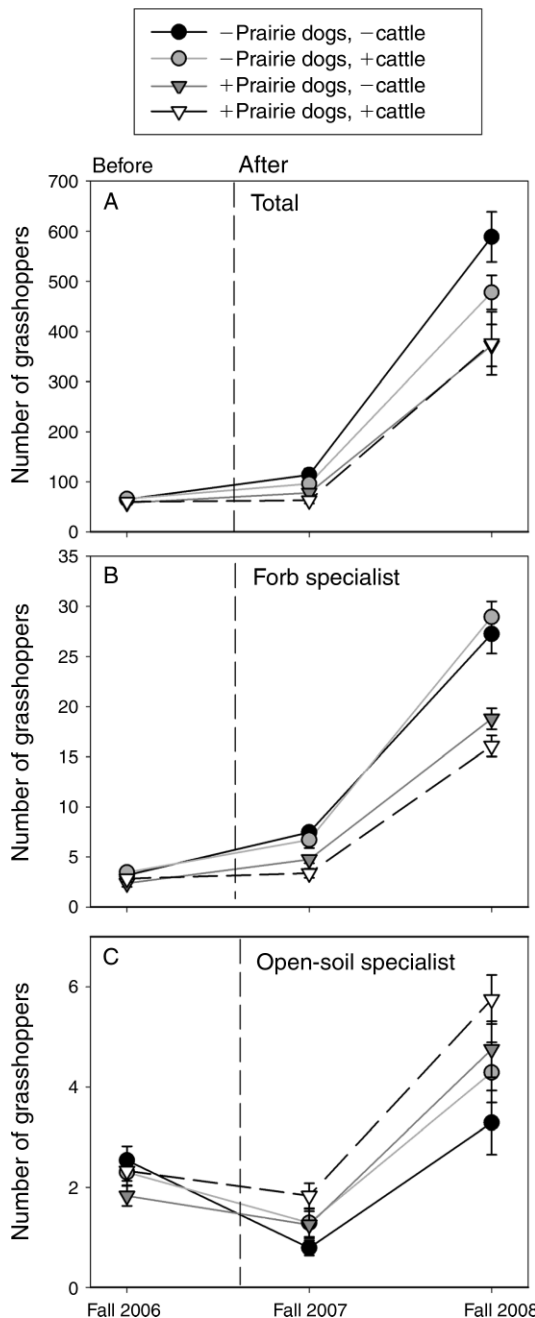 −Prairie dogs, −cattle
−Prairie dogs, +cattle
+Prairie dogs, −cattle
+Prairie dogs, +cattle
Before After
A Total
Number of grasshoppers
700
600
500
400
300
200
100
0
B Forb specialist
Number of grasshoppers
35
30
25
20
15
10
5
0
C Open-soil specialist
Number of grasshoppers
6
4
2
0
Fall 2006 Fall 2007 Fall 2008